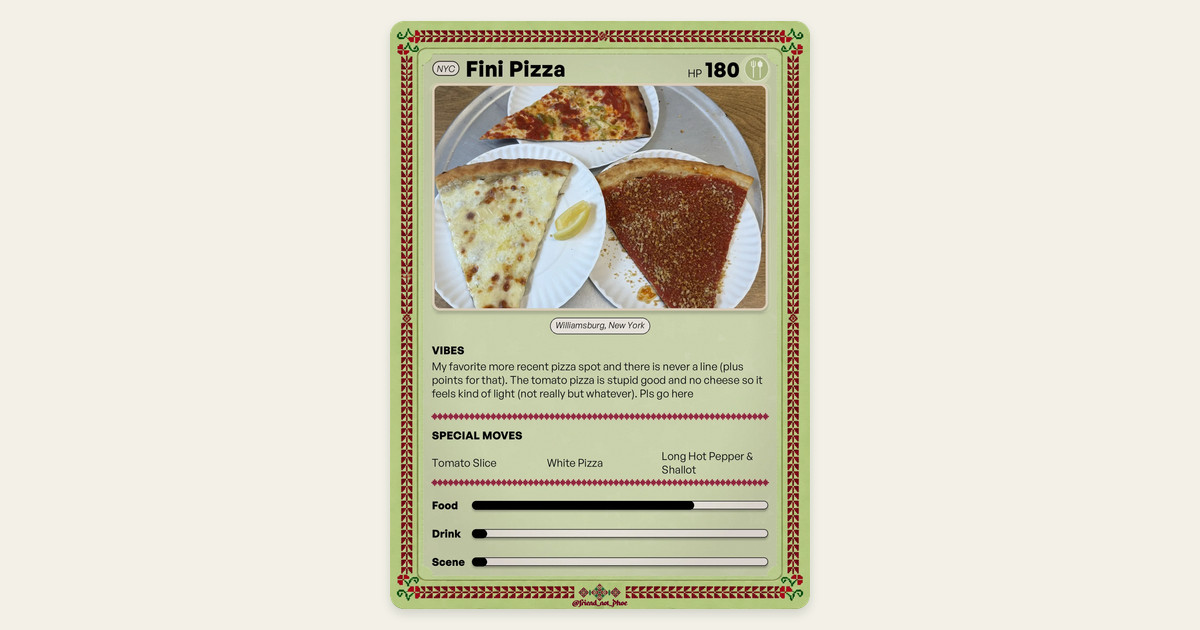 NYC Fini Pizza HP 180
Williamsburg, New York
VIBES
My favorite more recent pizza spot and there is never a line (plus
points for that). The tomato pizza is stupid good and no cheese so it
feels kind of light (not really but whatever). Pls go here
SPECIAL MOVES
Tomato Slice White Pizza Long Hot Pepper &
Shallot
Food
Drink
Scene
@friend_not_phoe